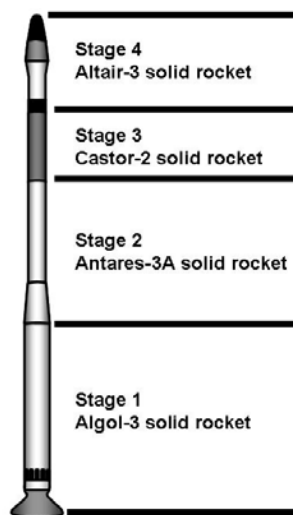 Stage 4
Altair-3 solid rocket
Stage 3
Castor-2 solid rocket
Stage 2
Antares-3A solid rocket
Stage 1
Algol-3 solid rocket